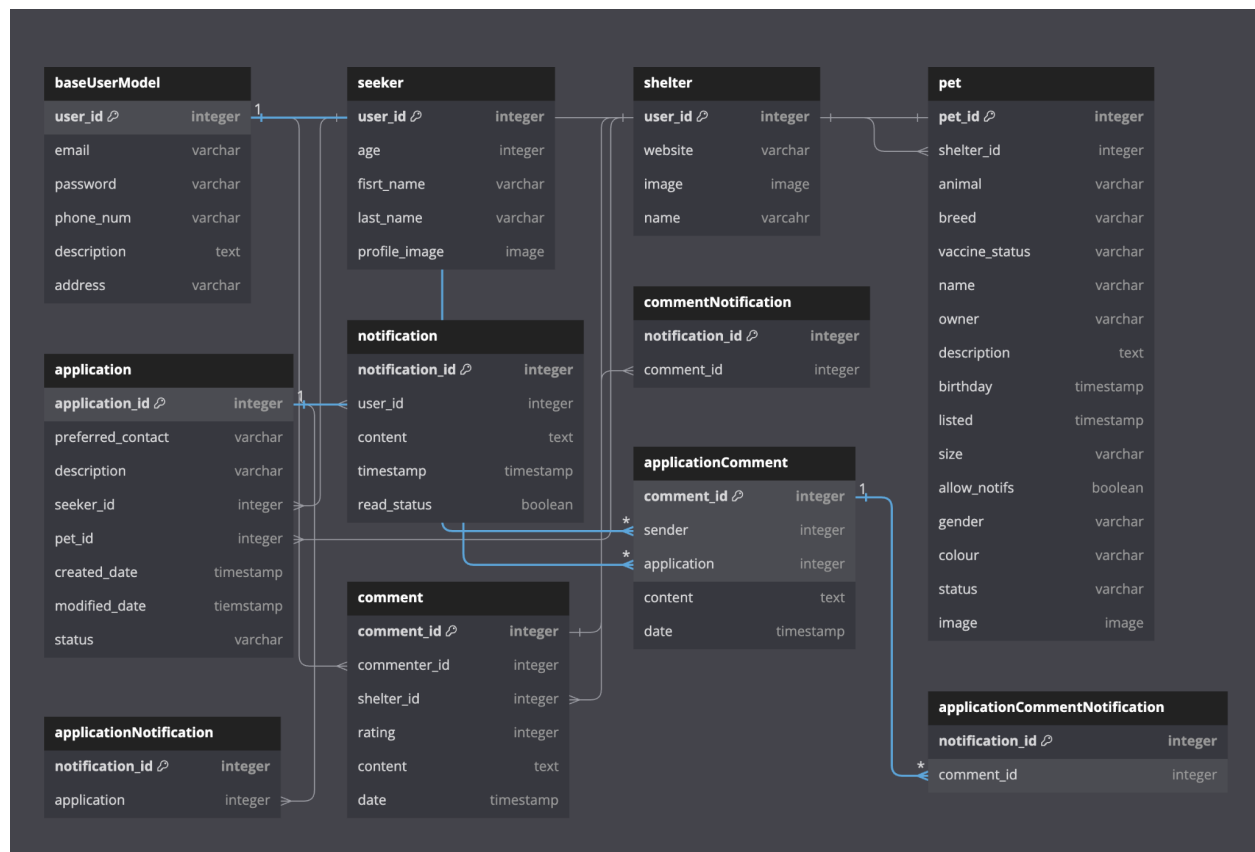 baseUserModel
user_id integer
email varchar
password varchar
phone_num varchar
description text
address varchar
1
seeker
user_id integer
age integer
fisrt_name varchar
last_name varchar
profile_image image
shelter
user_id integer
website varchar
image image
name varcahr
pet
pet_id integer
shelter_id integer
animal varchar
breed varchar
vaccine_status varchar
name varchar
owner varchar
description text
birthday timestamp
listed timestamp
size varchar
allow_notifs boolean
gender varchar
colour varchar
status varchar
image image
commentNotification
notification_id integer
comment_id integer
notification
notification_id integer
user_id integer
content text
timestamp timestamp
read_status boolean
application
application_id integer
preferred_contact varchar
description varchar
seeker_id integer
pet_id integer
created_date timestamp
modified_date tiemstamp
status varchar
1
applicationComment
comment_id integer
sender integer
application integer
content text
date timestamp
1
*
*
comment
comment_id integer
commenter_id integer
shelter_id integer
rating integer
content text
date timestamp
applicationNotification
notification_id integer
application integer
applicationCommentNotification
notification_id integer
comment_id integer
*